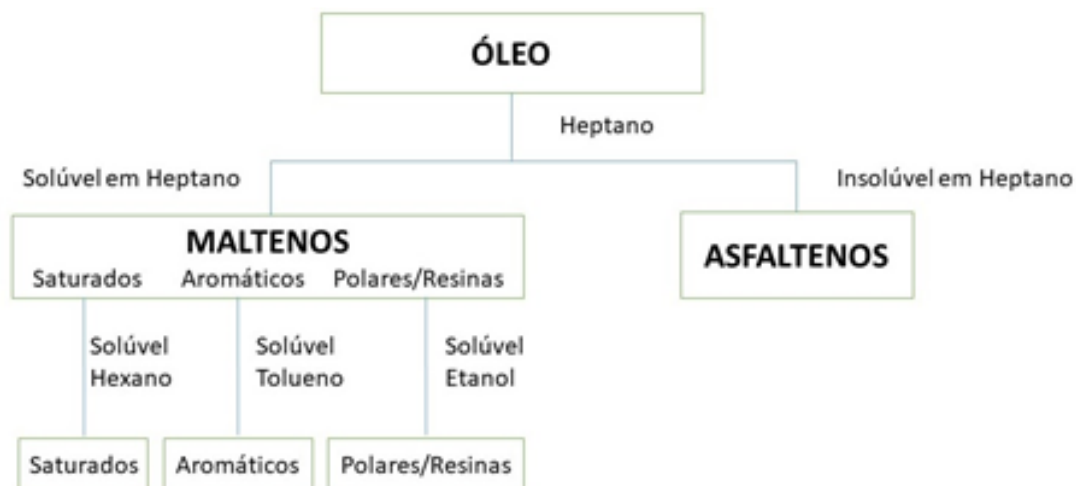 ÓLEO
Heptano
Solúvel em Heptano
Insolúvel em Heptano
MALTENOS
Saturados Aromáticos Polares/Resinas
ASFALTENOS
Solúvel
Hexano
Solúvel
Tolueno
Solúvel
Etanol
Saturados
Aromáticos
Polares/Resinas